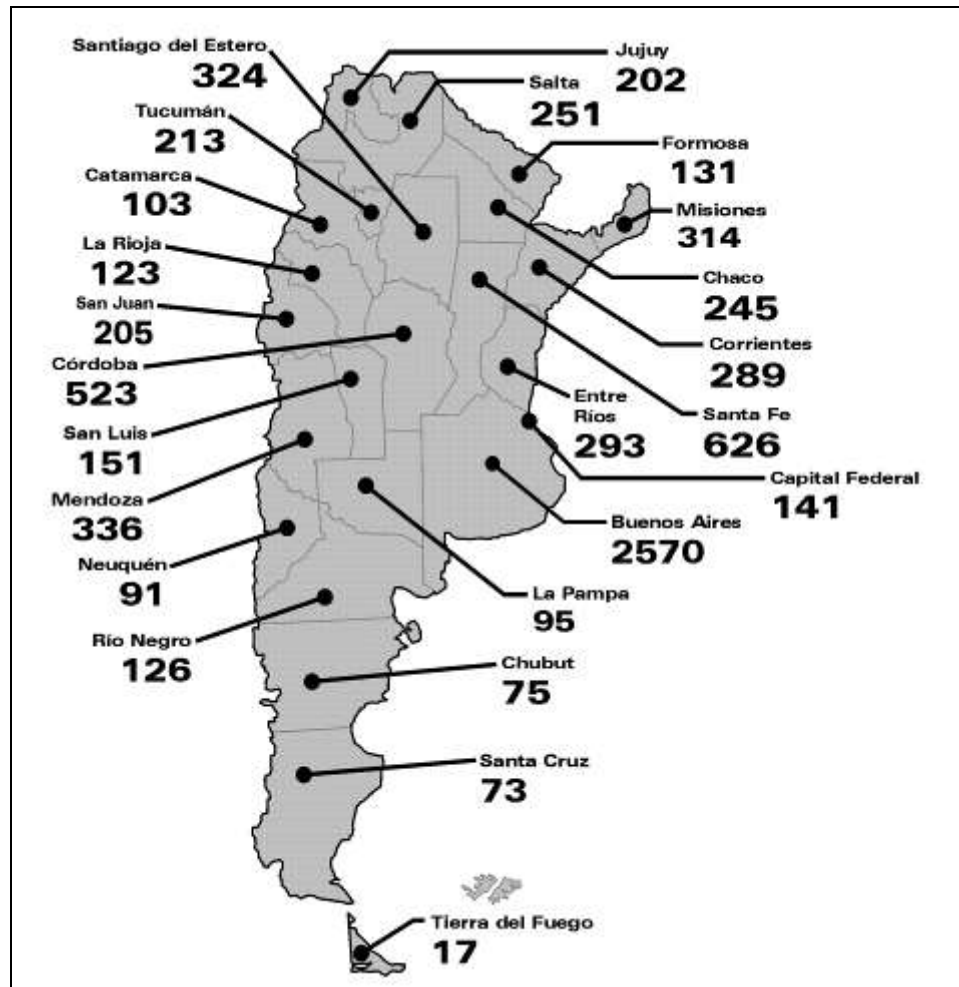 Santiago del Estero
324
Tucumán
213
Catamarca
103
La Rioja
123
San Juan
205
Córdoba
523
San Luis
151
Mendoza
336
Neuquén
91
Río Negro
126
Jujuy
202
Salta
251
Formosa
131
Misiones
314
Chaco
245
Corrientes
289
Entre
Ríos
293
Santa Fe
626
Capital Federal
141
Buenos Aires
2570
La Pampa
95
Chubut
75
Santa Cruz
73
Tierra del Fuego
17